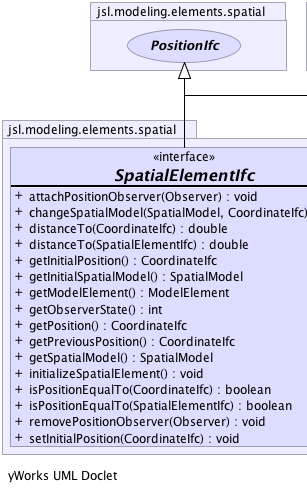 jsl.modeling.elements.spatial
PositionIfc
jsl.modeling.elements.spatial
«interface»
SpatialElementIfc
+ attachPositionObserver(Observer) : void
+ changeSpatialModel(SpatialModel, CoordinateIfc)
+ distanceTo(CoordinateIfc) : double
+ distanceTo(SpatialElementIfc) : double
+ getInitialPosition() : CoordinateIfc
+ getInitialSpatialModel() : SpatialModel
+ getModelElement() : ModelElement
+ getObserverState() : int
+ getPosition() : CoordinateIfc
+ getPreviousPosition() : CoordinateIfc
+ getSpatialModel() : SpatialModel
+ initializeSpatialElement() : void
+ isPositionEqualTo(CoordinateIfc) : boolean
+ isPositionEqualTo(SpatialElementIfc) : boolean
+ removePositionObserver(Observer) : void
+ setInitialPosition(CoordinateIfc) : void
yWorks UML Doclet